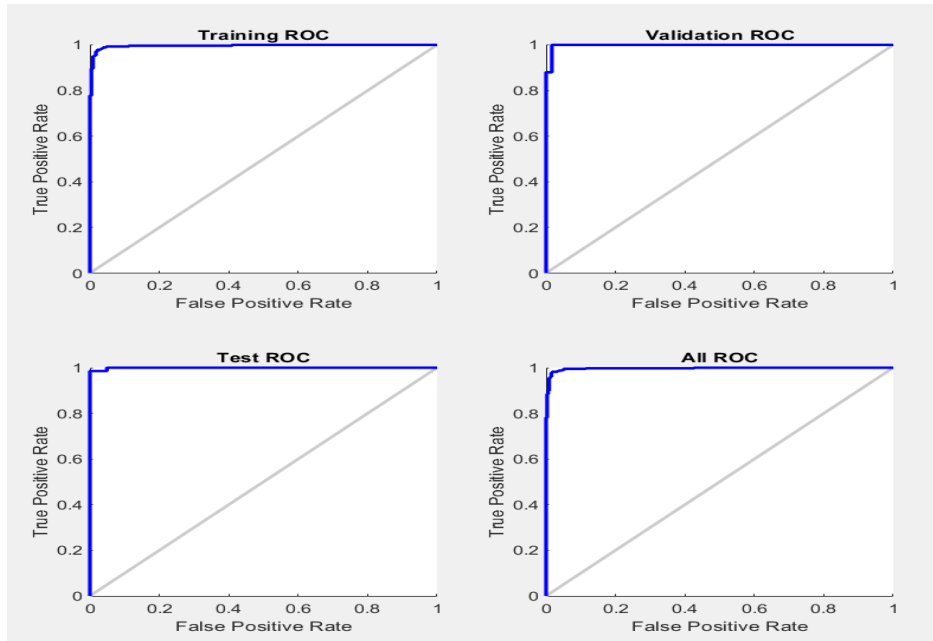 Training ROC
1
0.8
0.6
0.4
0.2
0
True Positive Rate
0 0.2 0.4 0.6 0.8 1
False Positive Rate
Validation ROC
1
0.8
0.6
0.4
0.2
0
True Positive Rate
0 0.2 0.4 0.6 0.8 1
False Positive Rate
Test ROC
1
0.8
0.6
0.4
0.2
0
True Positive Rate
0 0.2 0.4 0.6 0.8 1
False Positive Rate
All ROC
1
0.8
0.6
0.4
0.2
0
True Positive Rate
0 0.2 0.4 0.6 0.8 1
False Positive Rate